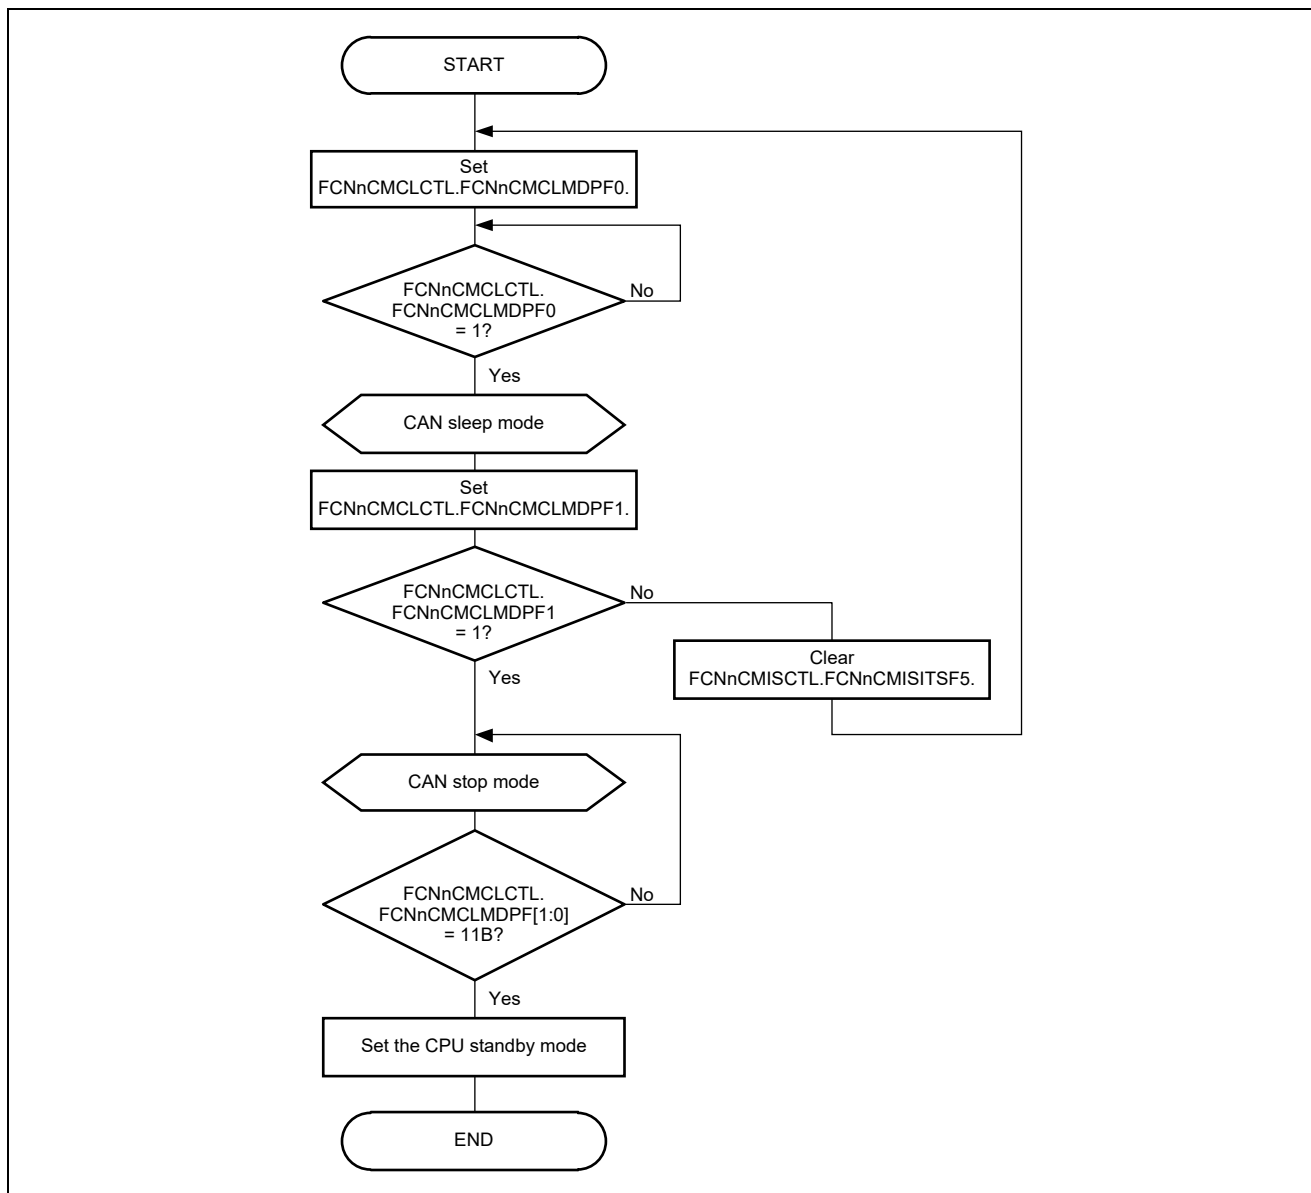 START
Set
FCNnCMCLCTL.FCNnCMCLMDPF0.
FCNnCMCLCTL.
FCNnCMCLMDPF0
= 1?
No
Yes
CAN sleep mode
Set
FCNnCMCLCTL.FCNnCMCLMDPF1.
FCNnCMCLCTL.
FCNnCMCLMDPF1
= 1?
No
Yes
Clear
FCNnCMISCTL.FCNnCMISITSF5.
CAN stop mode
FCNnCMCLCTL.
FCNnCMCLMDPF[1:0]
= 11B?
No
Yes
Set the CPU standby mode
END